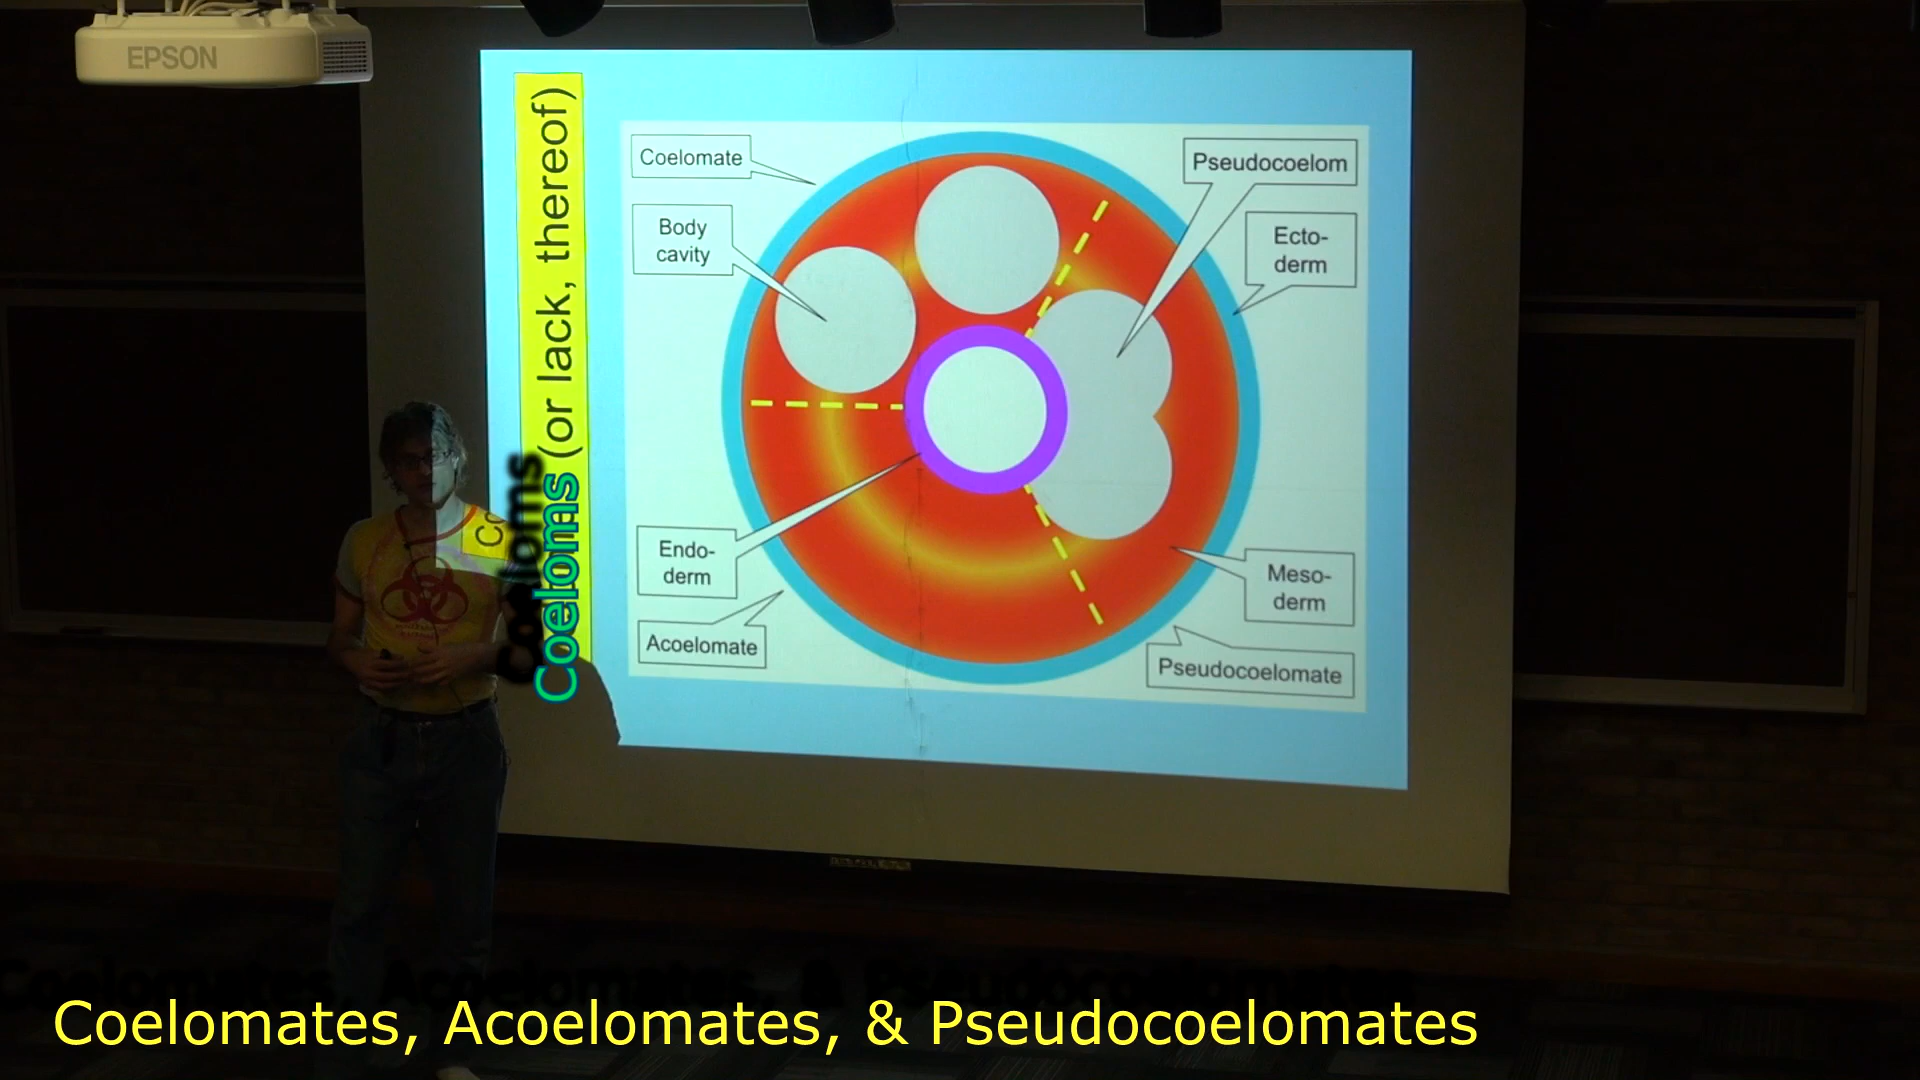 EPSON
Coeloms (or lack, thereof)
Coelomate
Body
cavity
Pseudocoelom
Ecto-
derm
Endo-
derm
Acoelomate
Meso-
derm
Pseudocoelomate
Coelomates, Acoelomates, & Pseudocoelomates